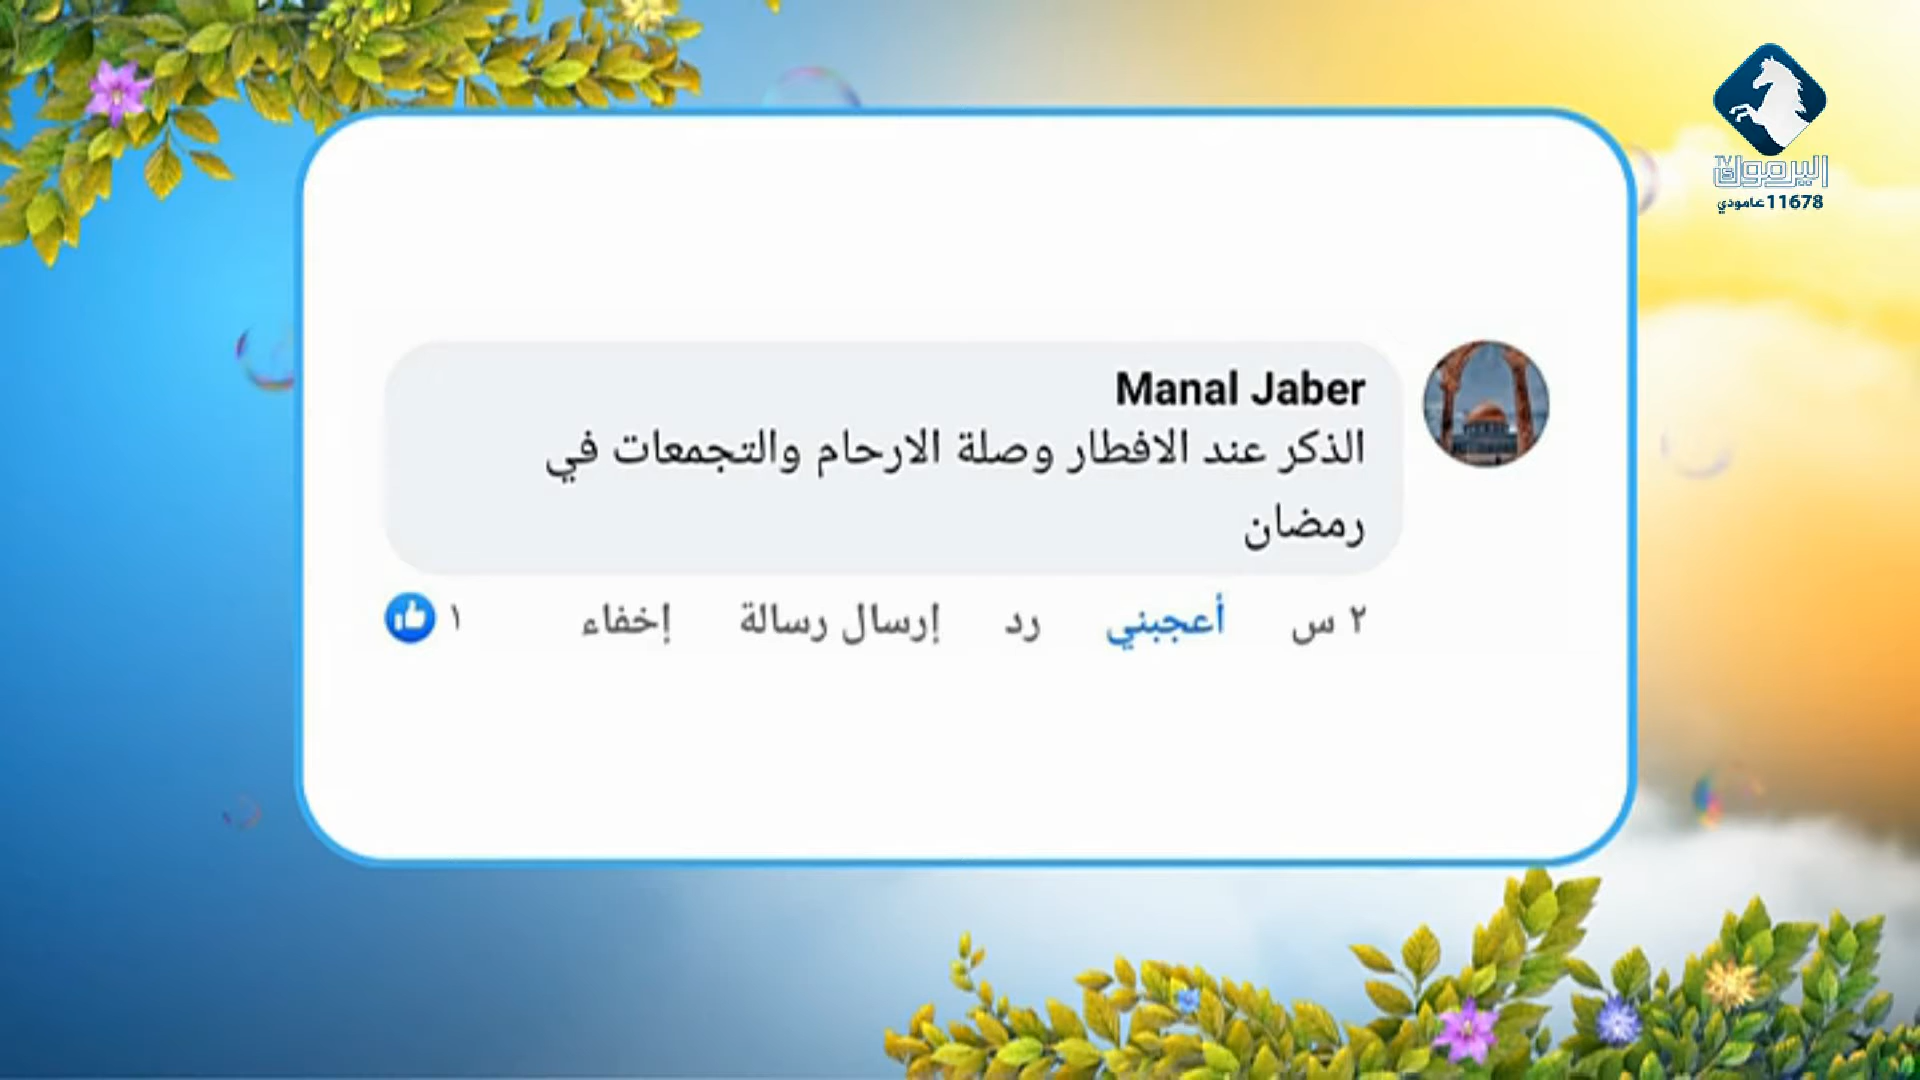 اليرموك TV
11678 عامودي
Manal Jaber
الذكر عند الافطار وصلة الارحام والتجمعات في
رمضان
٢ س أعجبني رد إرسال رسالة إخفاء ١